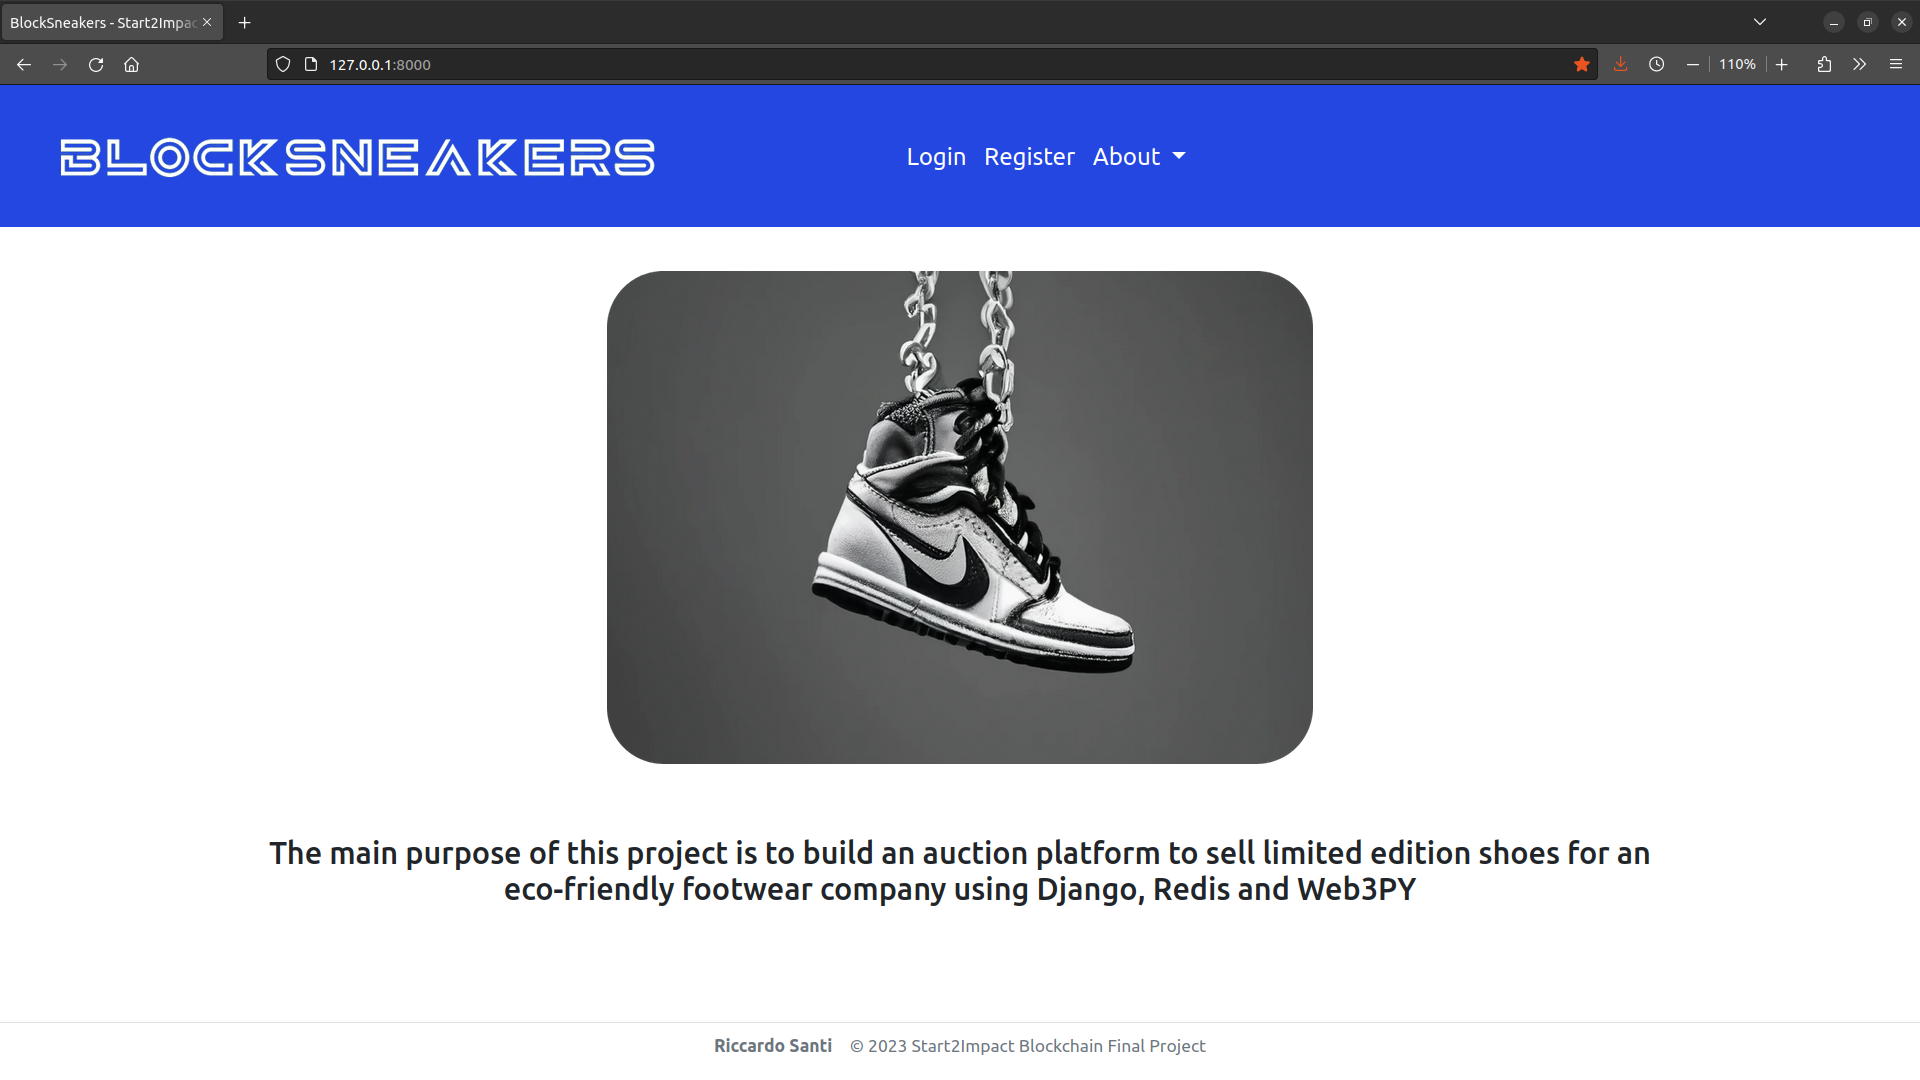 BlockSneakers - Start2Impac
127.0.0.1:8000
110%
BLOCKSNEAKERS
Login Register About
The main purpose of this project is to build an auction platform to sell limited edition shoes for an
eco-friendly footwear company using Django, Redis and Web3PY
Riccardo Santi © 2023 Start2Impact Blockchain Final Project